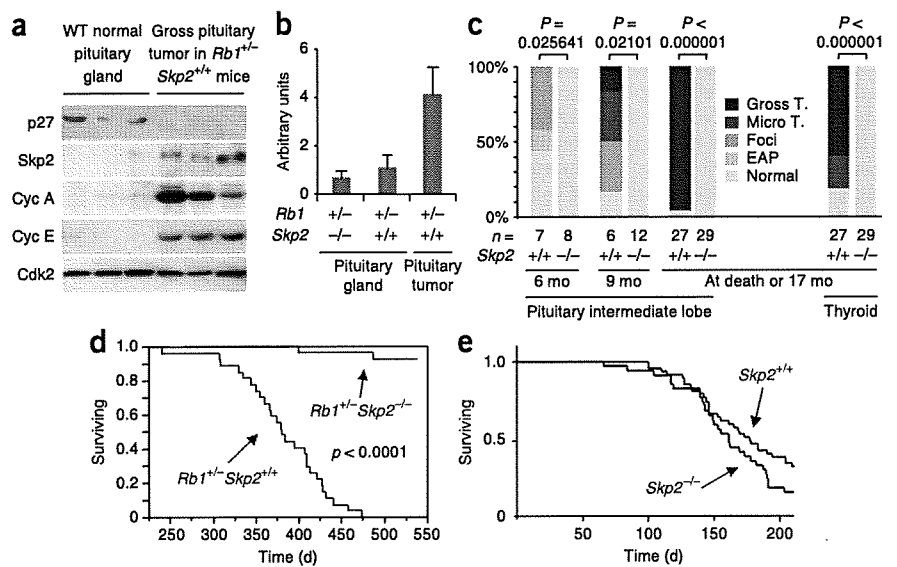 a
WT normal
pituitary
gland
Gross pituitary
tumor in Rb1+/−
Skp2+/+ mice
p27
Skp2
Cyc A
Cyc E
Cdk2
b
Arbitrary units
6
4
2
0
Rb1 +/− +/− +/−
Skp2 −/− +/+ +/+
Pituitary
gland
Pituitary
tumor
c
P =
0.025641
P =
0.02101
P <
0.000001
P <
0.000001
100%
50%
0%
Gross T.
Micro T.
Foci
EAP
Normal
n = 7 8 6 12 27 29 27 29
Skp2 +/+ −/− +/+ −/− +/+ −/− +/+ −/−
6 mo 9 mo At death or 17 mo
Pituitary intermediate lobe Thyroid
d
Surviving
1.0
0.8
0.6
0.4
0.2
0
Rb1+/−Skp2−/−
p < 0.0001
Rb1+/−Skp2+/+
250 300 350 400 450 500 550
Time (d)
e
Surviving
1.0
0.5
0
Skp2+/+
Skp2−/−
50 100 150 200
Time (d)